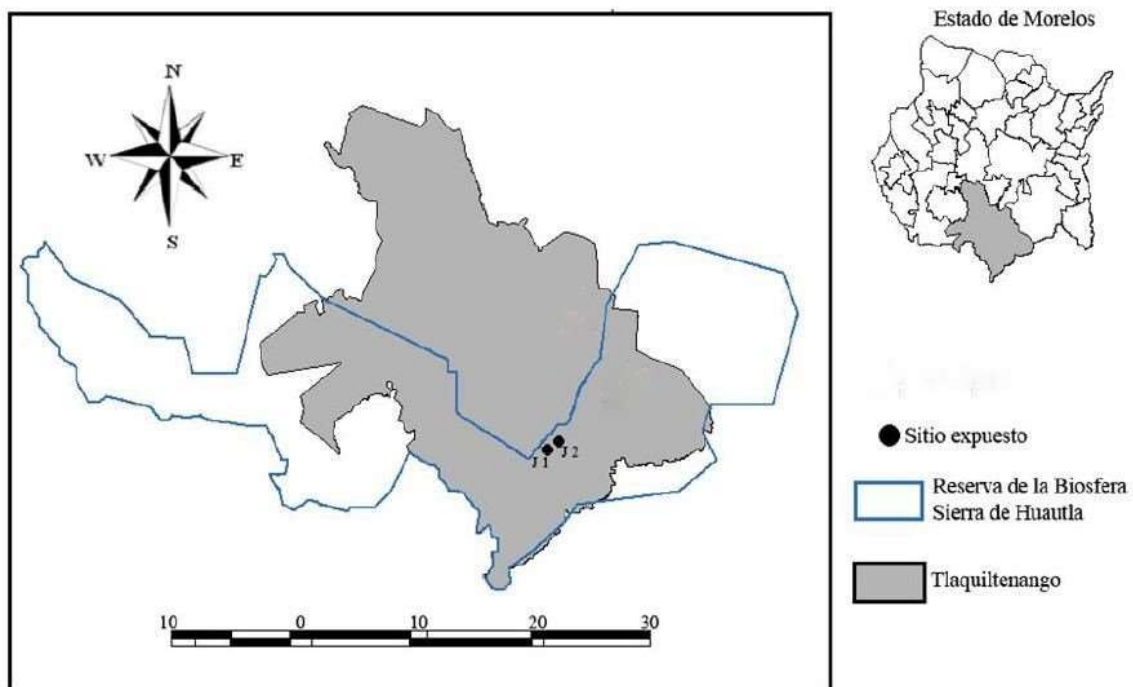 Estado de Morelos
N
W E
S
J 1 J 2
10 0 10 20 30
Sitio expuesto
Reserva de la Biosfera
Sierra de Huautla
Tlaquiltenango